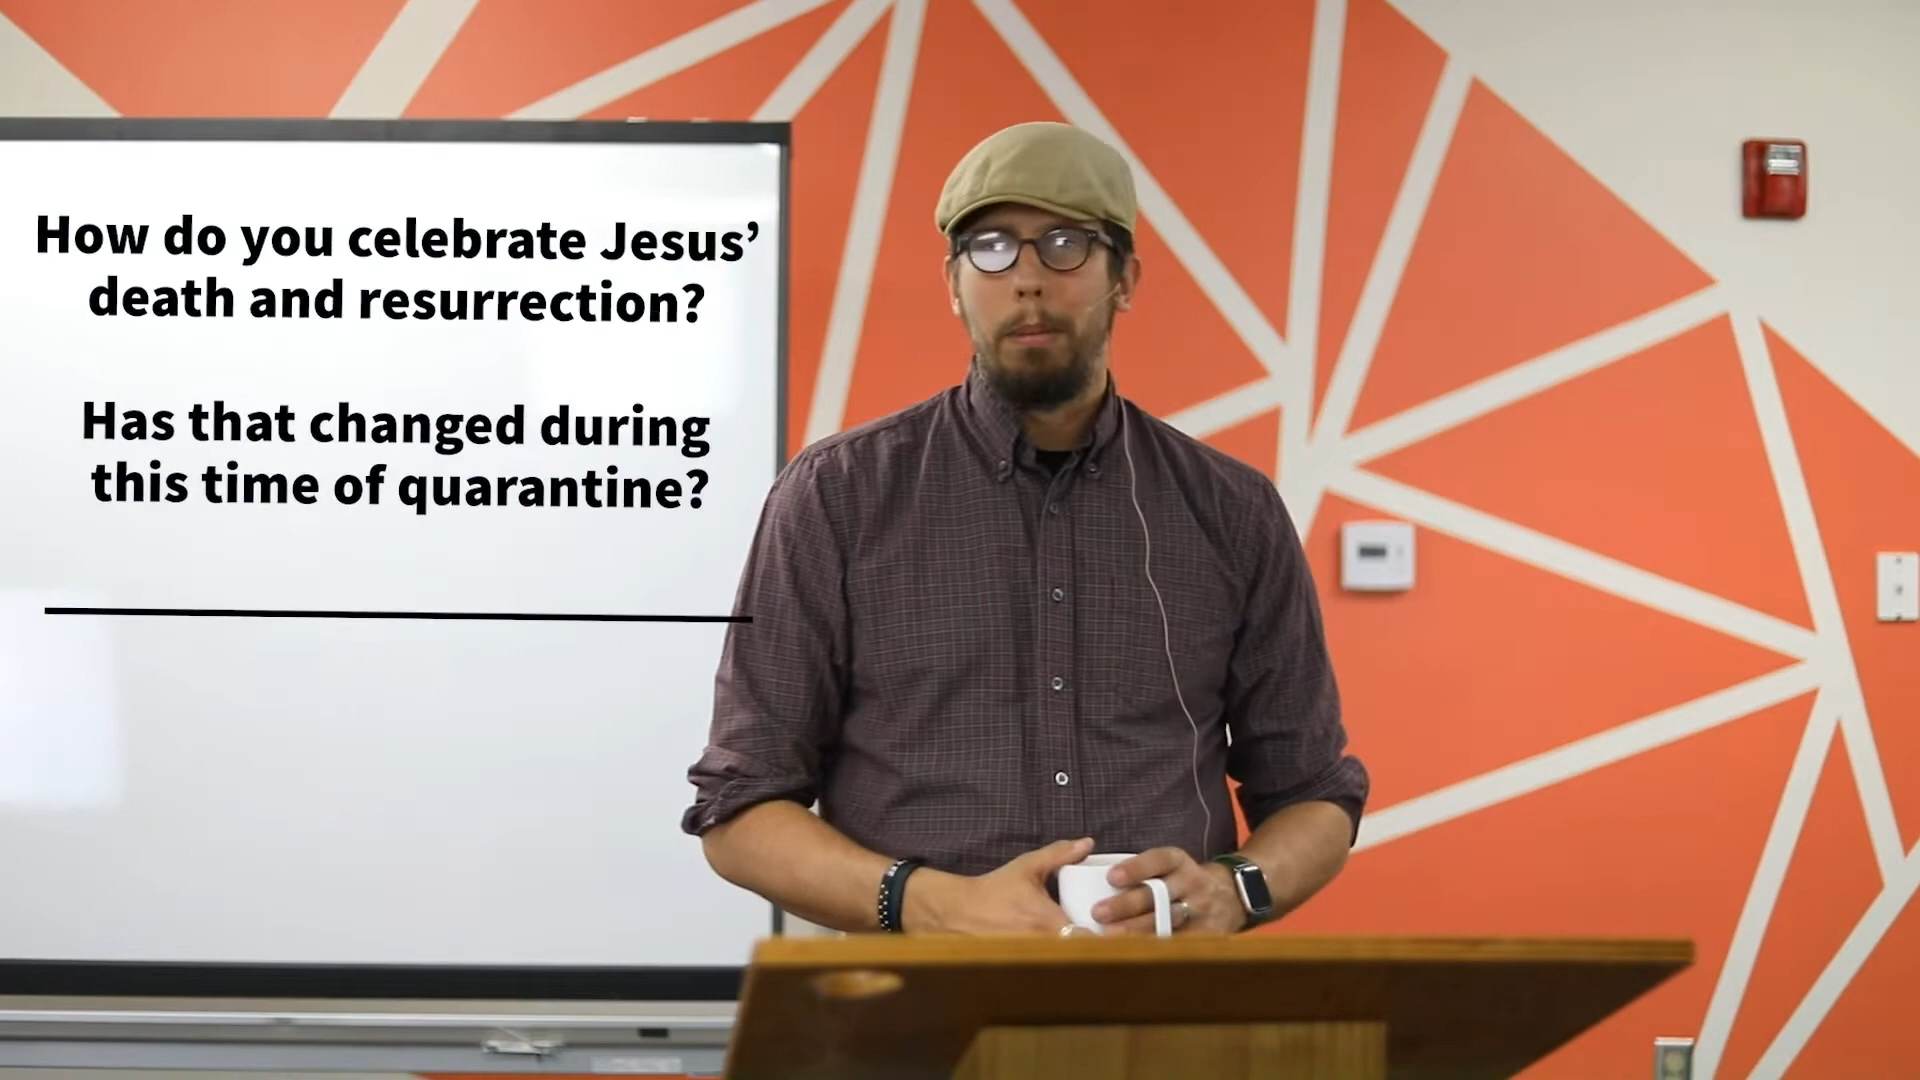 How do you celebrate Jesus’
death and resurrection?
Has that changed during
this time of quarantine?